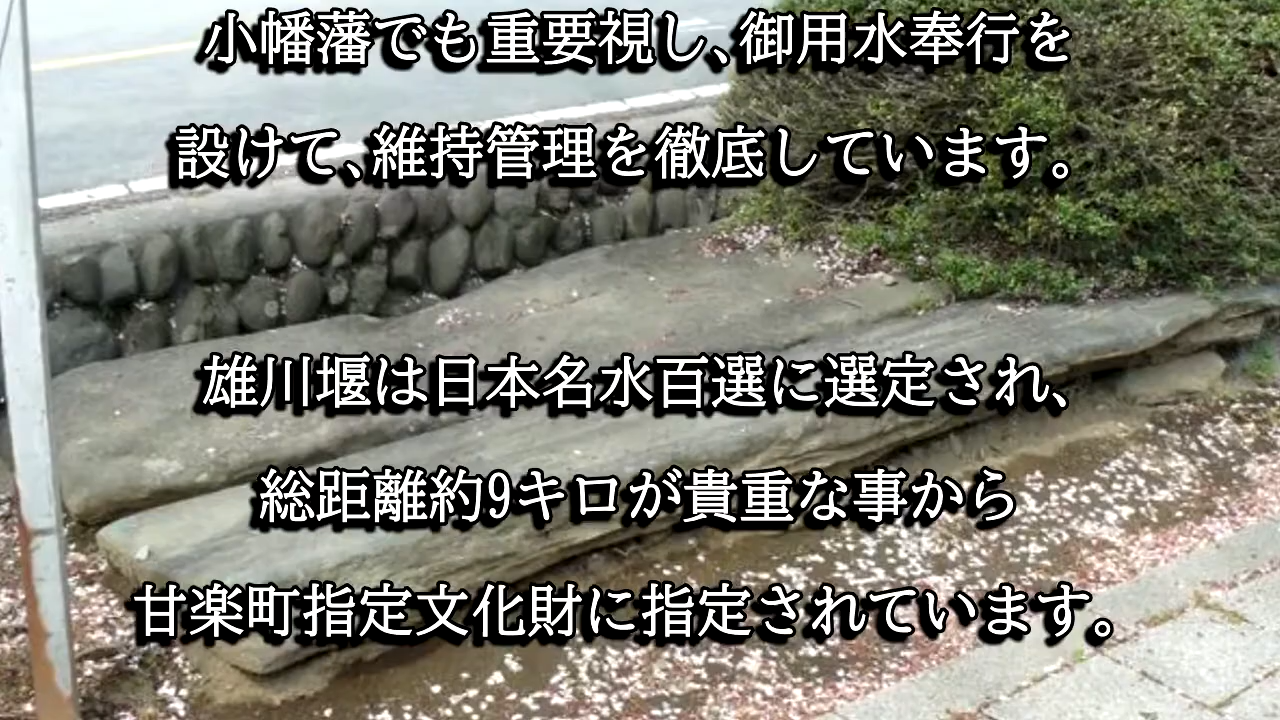 小幡藩でも重要視し、御用水奉行を
設けて、維持管理を徹底しています。
雄川堰は日本名水百選に選定され、
総距離約9キロが貴重な事から
甘楽町指定文化財に指定されています。